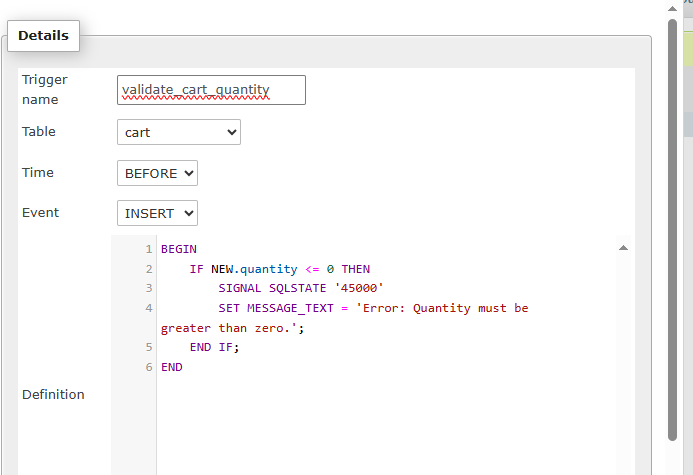 Details
Trigger name
validate_cart_quantity
Table
cart
Time
BEFORE
Event
INSERT
Definition
1 BEGIN
2     IF NEW.quantity <= 0 THEN
3         SIGNAL SQLSTATE '45000'
4         SET MESSAGE_TEXT = 'Error: Quantity must be
greater than zero.';
5     END IF;
6 END